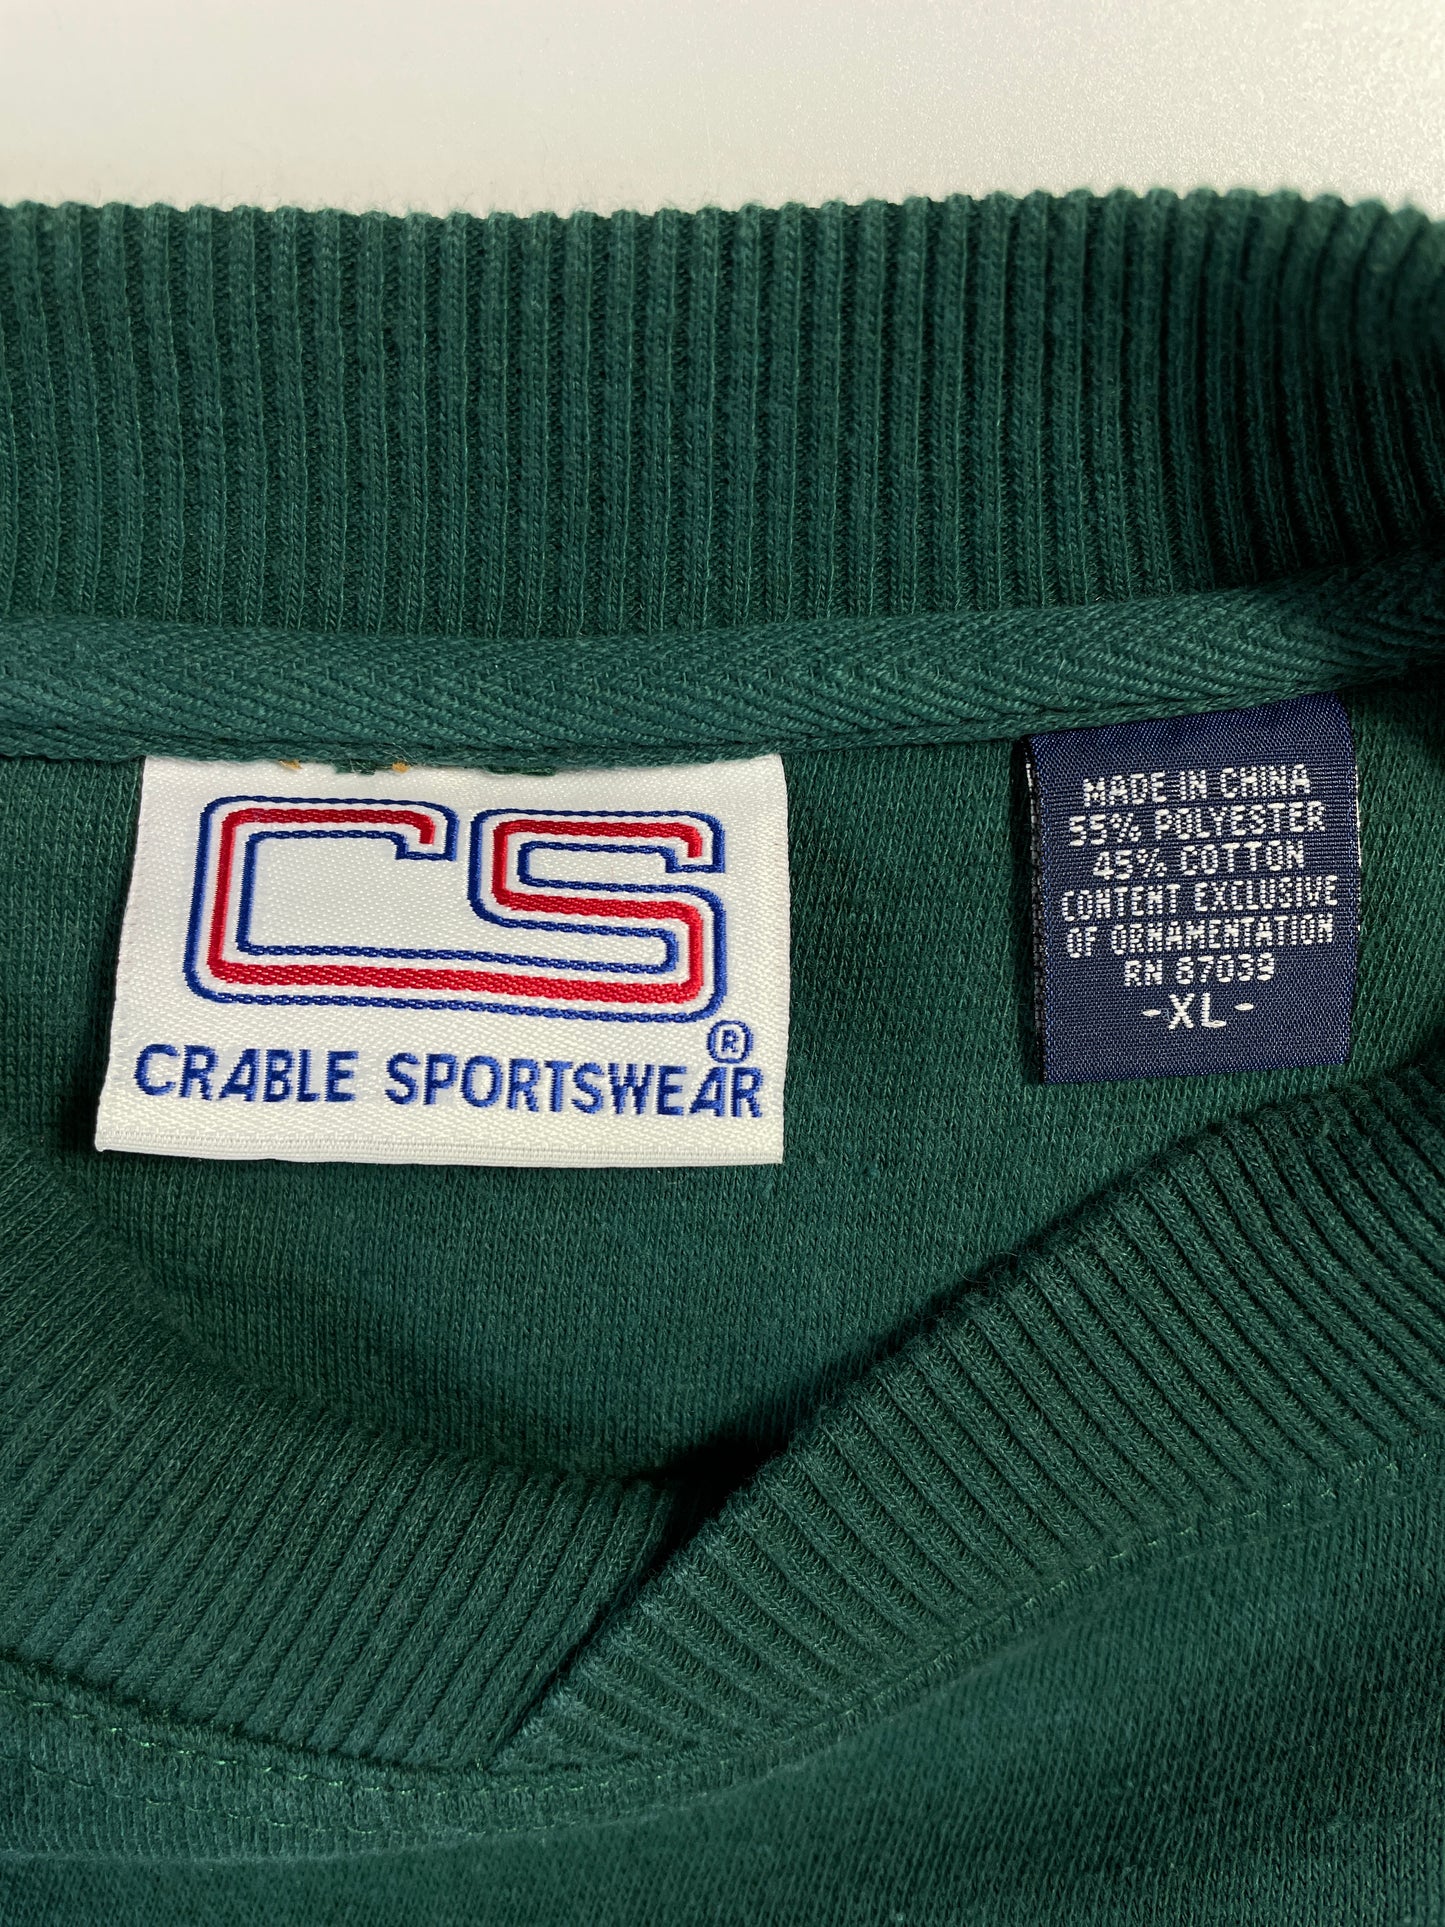 CS
®
CRABLE SPORTSWEAR
MADE IN CHINA
55% POLYESTER
45% COTTON
CONTENT EXCLUSIVE
OF ORNAMENTATION
RN 87039
-XL-